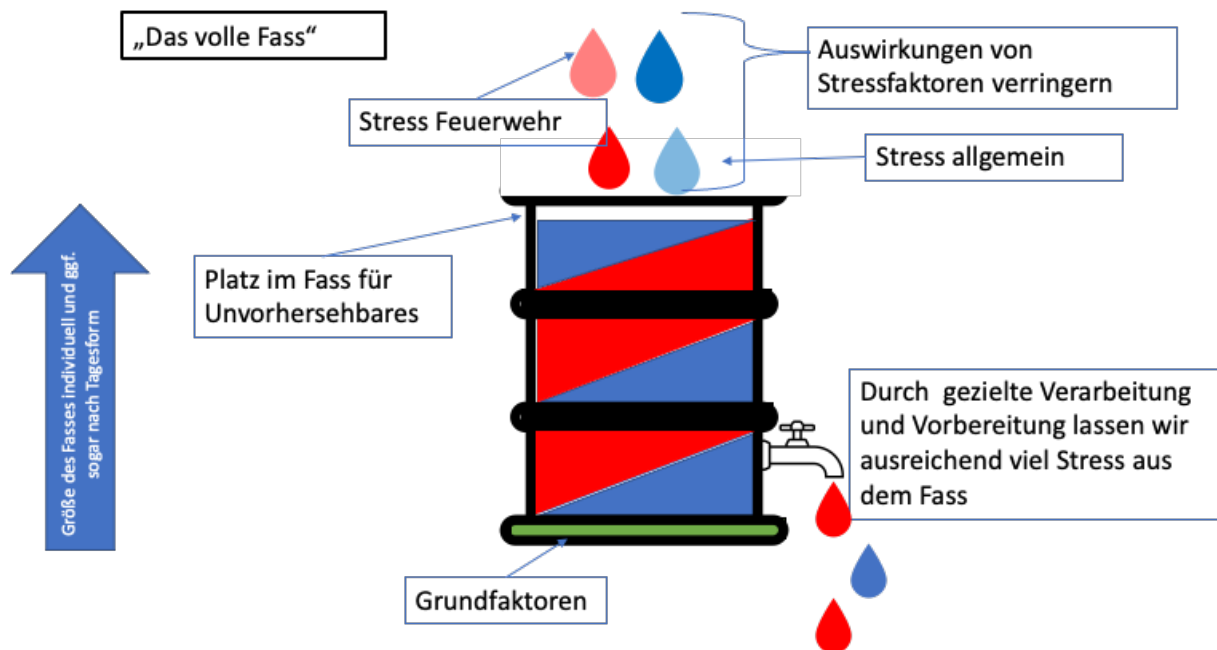 „Das volle Fass“
Auswirkungen von
Stressfaktoren verringern
Stress Feuerwehr
Stress allgemein
Platz im Fass für
Unvorhersehbares
Größe des Fasses individuell und ggf.
sogar nach Tagesform
Durch  gezielte Verarbeitung
und Vorbereitung lassen wir
ausreichend viel Stress aus
dem Fass
Grundfaktoren